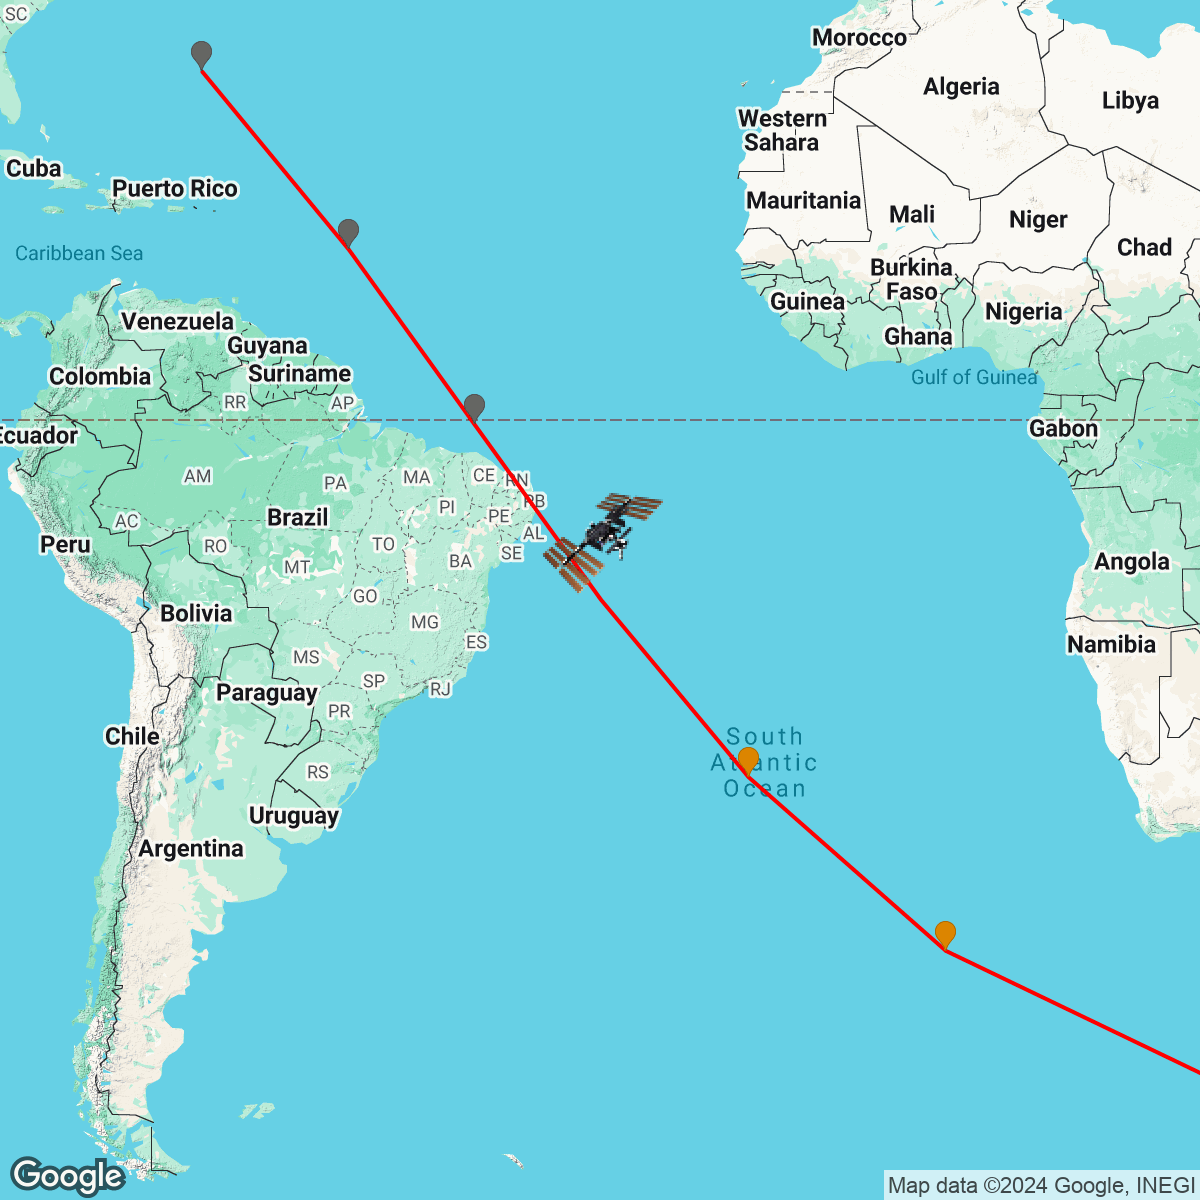 SC
Morocco
Algeria
Libya
Western
Sahara
Cuba
Puerto Rico
Mauritania
Mali
Niger
Chad
Caribbean Sea
Burkina
Faso
Guinea
Nigeria
Venezuela
Ghana
Guyana
Suriname
Colombia
Gulf of Guinea
RR
AP
Gabon
Ecuador
AM
PA
MA
CE
RN
PB
PI
PE
Brazil
AC
AL
Peru
RO
TO
SE
BA
Angola
MT
GO
Bolivia
MG
ES
Namibia
MS
SP
RJ
Paraguay
PR
Chile
South
Atlantic
Ocean
RS
Uruguay
Argentina
Google
Map data ©2024 Google, INEGI